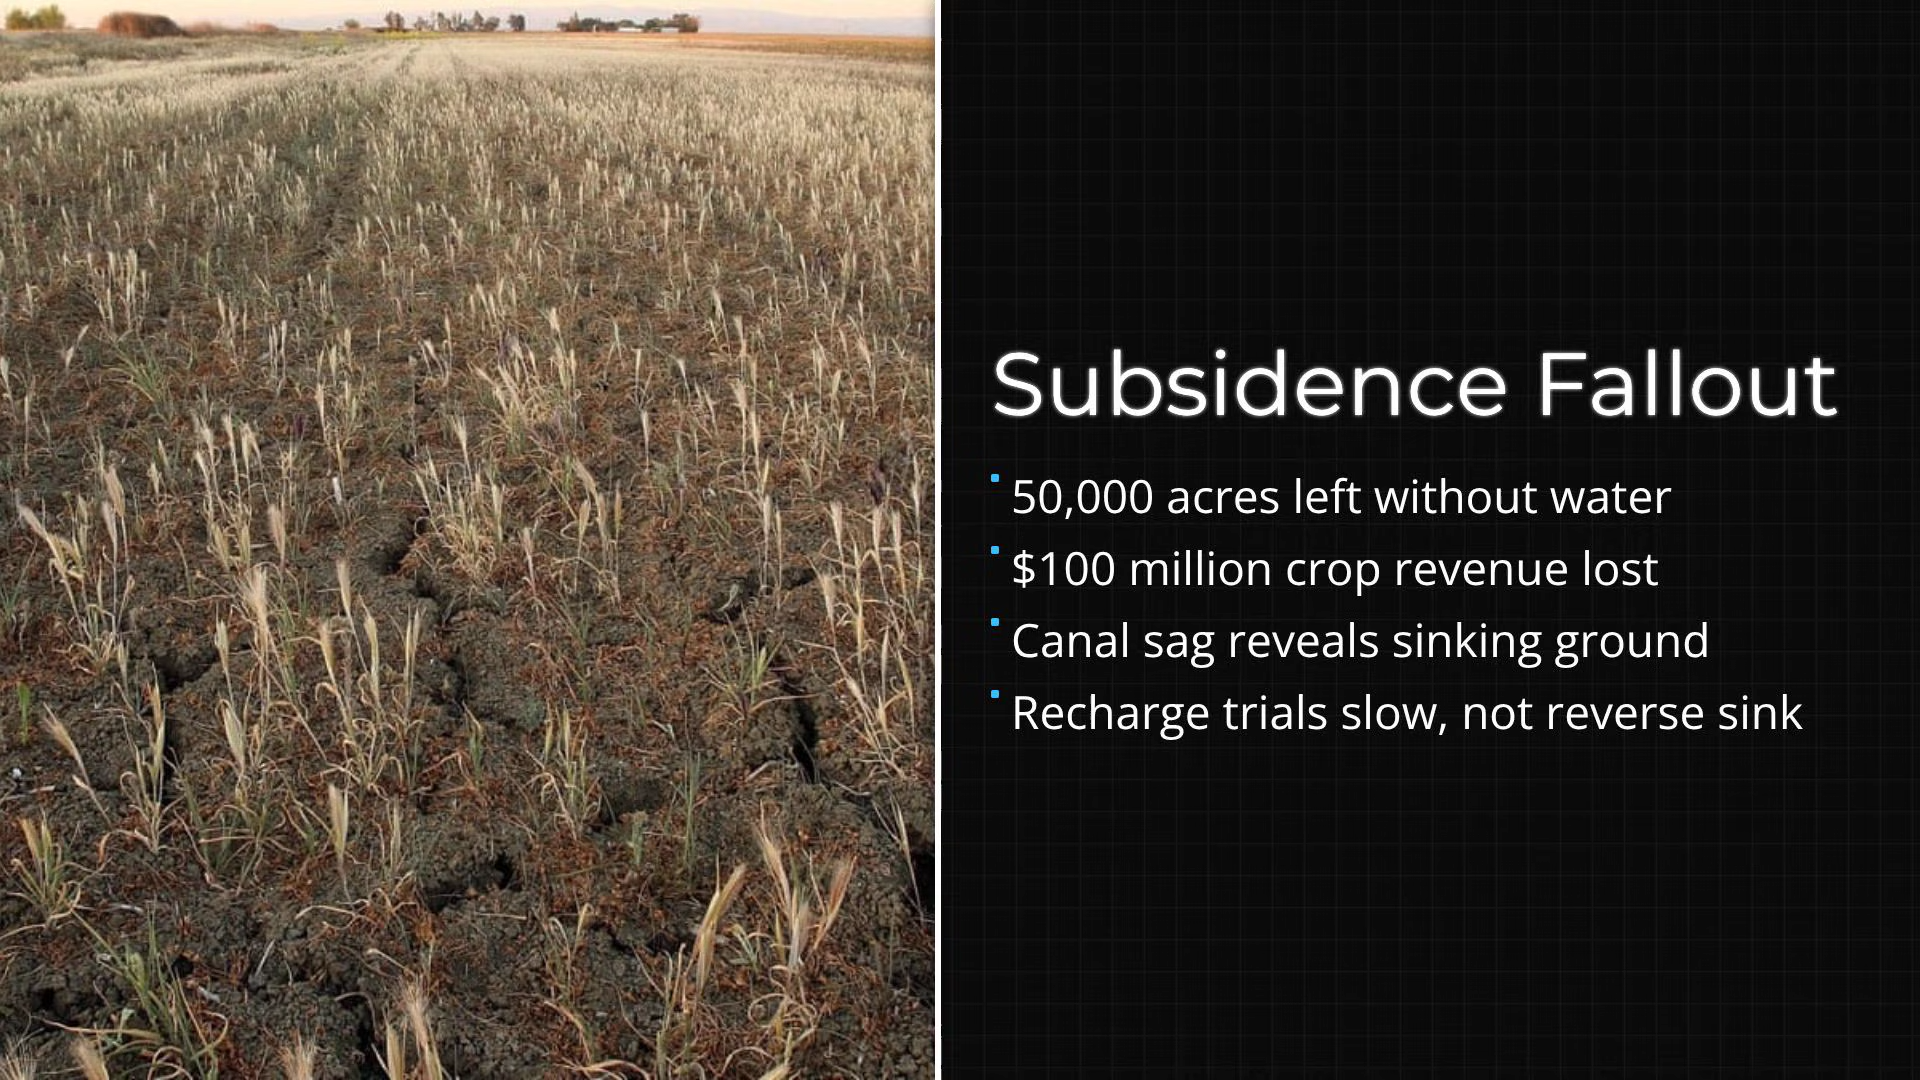 Subsidence Fallout
50,000 acres left without water
$100 million crop revenue lost
Canal sag reveals sinking ground
Recharge trials slow, not reverse sink